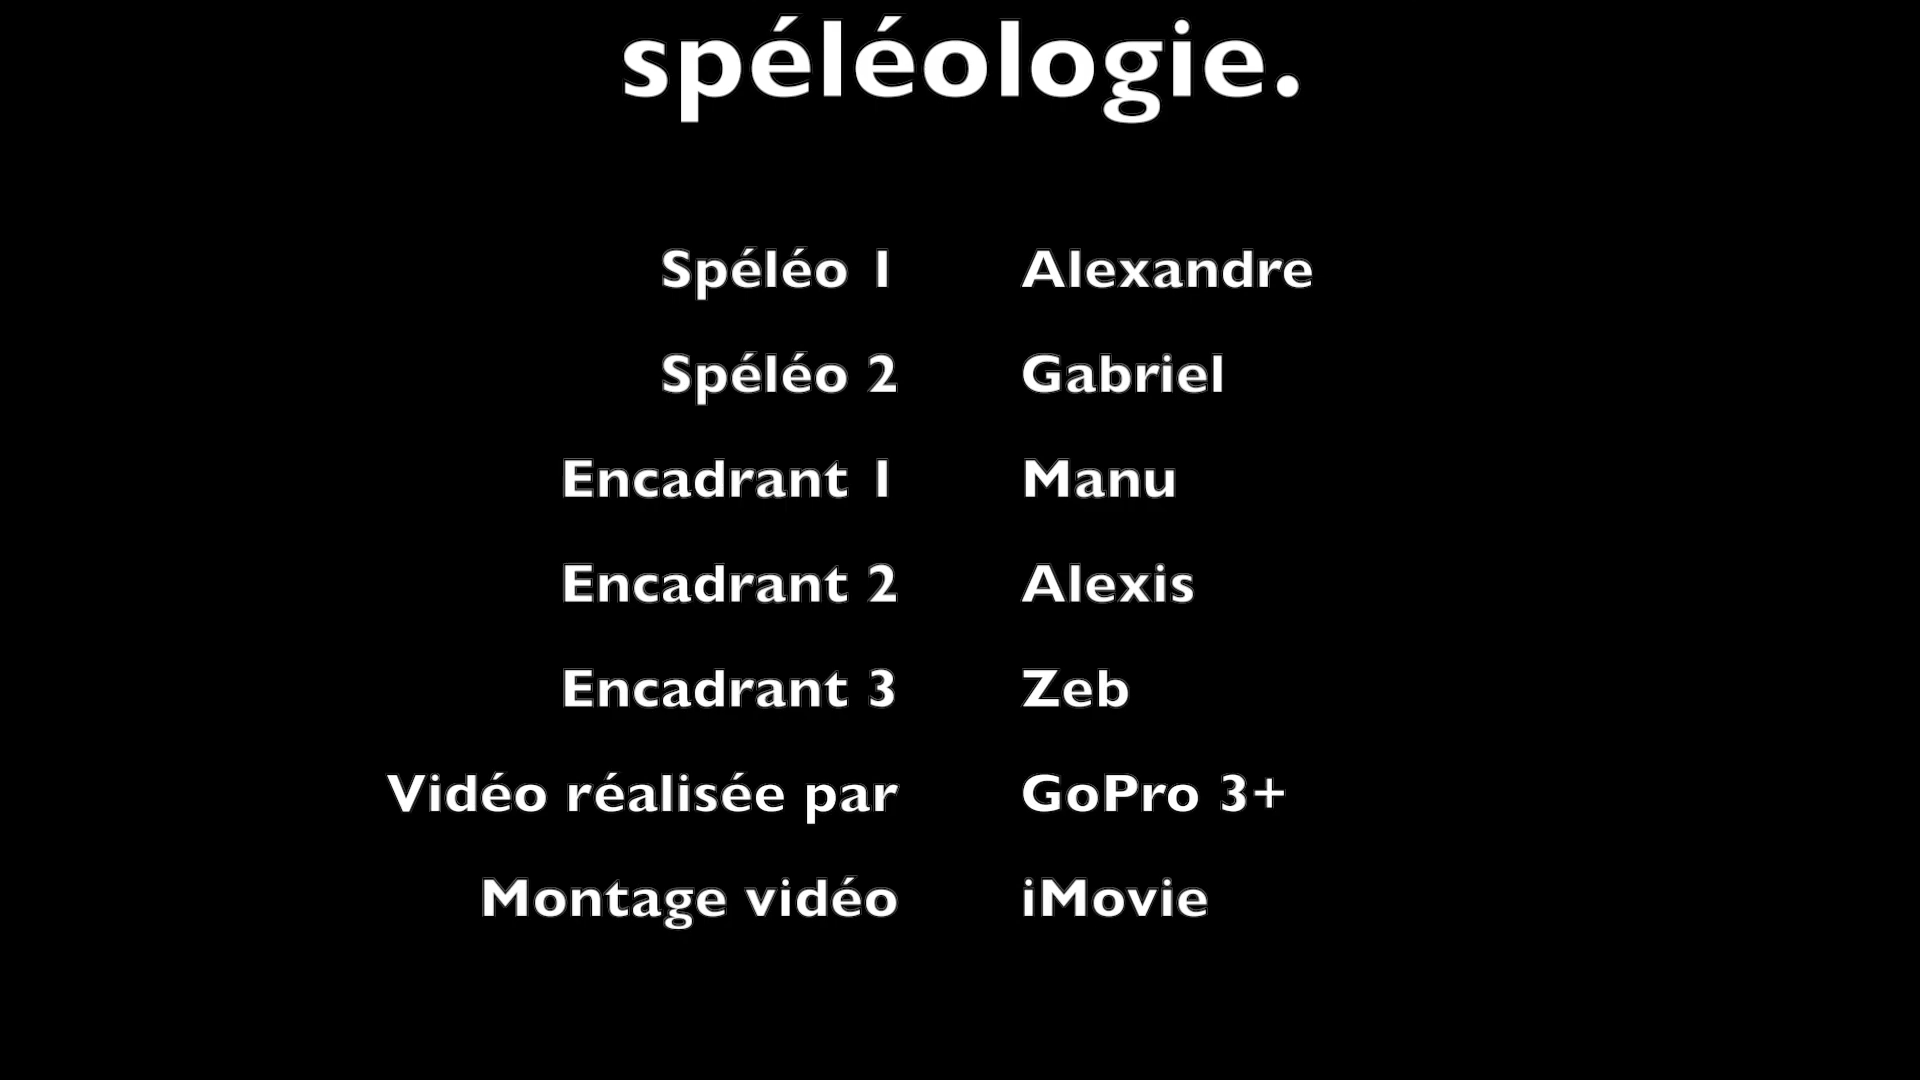 spéléologie.
Spéléo 1 Alexandre
Spéléo 2 Gabriel
Encadrant 1 Manu
Encadrant 2 Alexis
Encadrant 3 Zeb
Vidéo réalisée par GoPro 3+
Montage vidéo iMovie